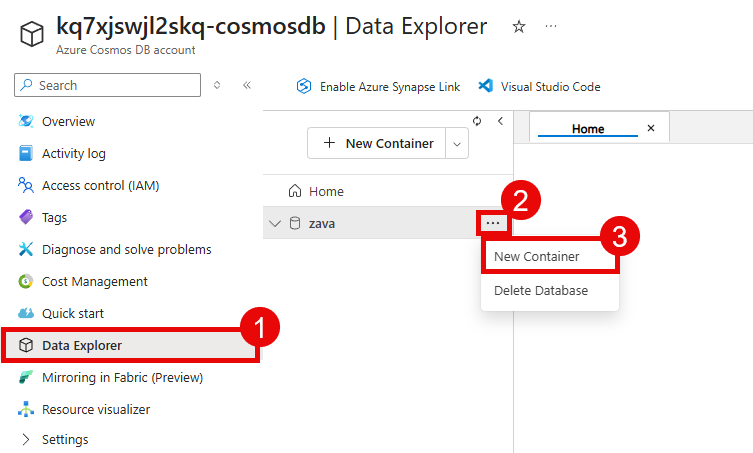 kq7xjswjl2skq-cosmosdb | Data Explorer
Azure Cosmos DB account
Search
Enable Azure Synapse Link
Visual Studio Code
Overview
Activity log
Access control (IAM)
Tags
Diagnose and solve problems
Cost Management
Quick start
Data Explorer
Mirroring in Fabric (Preview)
Resource visualizer
Settings
1
+ New Container
Home
zava
...
2
New Container
3
Delete Database
Home